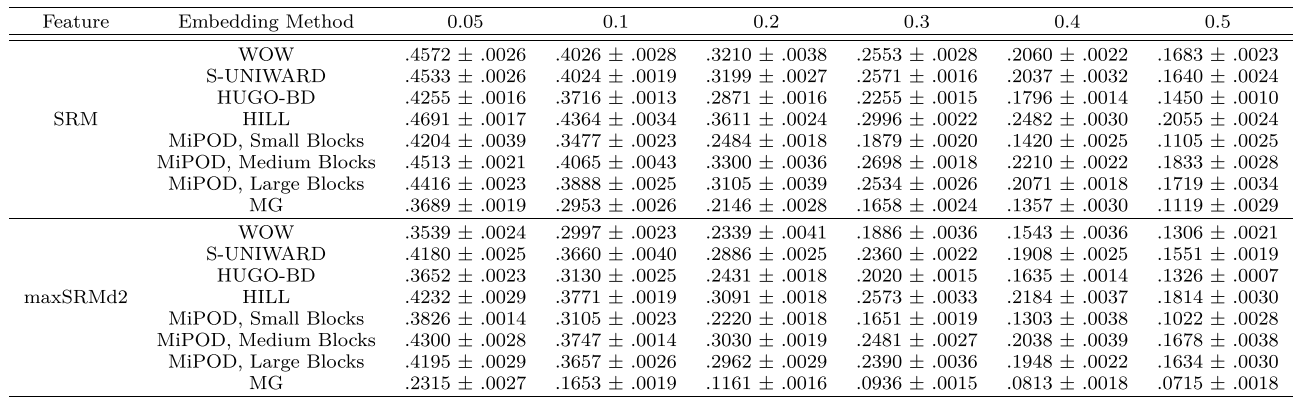 Feature Embedding Method 0.05 0.1 0.2 0.3 0.4 0.5
WOW .4572 ± .0026 .4026 ± .0028 .3210 ± .0038 .2553 ± .0028 .2060 ± .0022 .1683 ± .0023
S-UNIWARD .4533 ± .0026 .4024 ± .0019 .3199 ± .0027 .2571 ± .0016 .2037 ± .0032 .1640 ± .0024
HUGO-BD .4255 ± .0016 .3716 ± .0013 .2871 ± .0016 .2255 ± .0015 .1796 ± .0014 .1450 ± .0010
SRM HILL .4691 ± .0017 .4364 ± .0034 .3611 ± .0024 .2996 ± .0022 .2482 ± .0030 .2055 ± .0024
MiPOD, Small Blocks .4204 ± .0039 .3477 ± .0023 .2484 ± .0018 .1879 ± .0020 .1420 ± .0025 .1105 ± .0025
MiPOD, Medium Blocks .4513 ± .0021 .4065 ± .0043 .3300 ± .0036 .2698 ± .0018 .2210 ± .0022 .1833 ± .0028
MiPOD, Large Blocks .4416 ± .0023 .3888 ± .0025 .3105 ± .0039 .2534 ± .0026 .2071 ± .0018 .1719 ± .0034
MG .3689 ± .0019 .2953 ± .0026 .2146 ± .0028 .1658 ± .0024 .1357 ± .0030 .1119 ± .0029
WOW .3539 ± .0024 .2997 ± .0023 .2339 ± .0041 .1886 ± .0036 .1543 ± .0036 .1306 ± .0021
S-UNIWARD .4180 ± .0025 .3660 ± .0040 .2886 ± .0025 .2360 ± .0022 .1908 ± .0025 .1551 ± .0019
HUGO-BD .3652 ± .0023 .3130 ± .0025 .2431 ± .0018 .2020 ± .0015 .1635 ± .0014 .1326 ± .0007
maxSRMd2 HILL .4232 ± .0029 .3771 ± .0019 .3091 ± .0018 .2573 ± .0033 .2184 ± .0037 .1814 ± .0030
MiPOD, Small Blocks .3826 ± .0014 .3105 ± .0023 .2220 ± .0018 .1651 ± .0019 .1303 ± .0038 .1022 ± .0028
MiPOD, Medium Blocks .4300 ± .0028 .3747 ± .0014 .3030 ± .0019 .2481 ± .0027 .2038 ± .0039 .1678 ± .0038
MiPOD, Large Blocks .4195 ± .0029 .3657 ± .0026 .2962 ± .0029 .2390 ± .0036 .1948 ± .0022 .1634 ± .0030
MG .2315 ± .0027 .1653 ± .0019 .1161 ± .0016 .0936 ± .0015 .0813 ± .0018 .0715 ± .0018